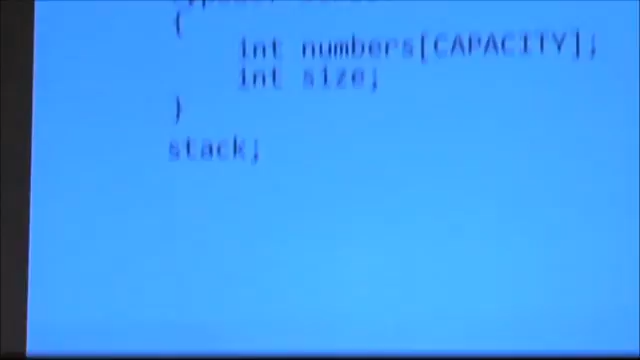 {
int numbers[CAPACITY];
int size;
}
stack;